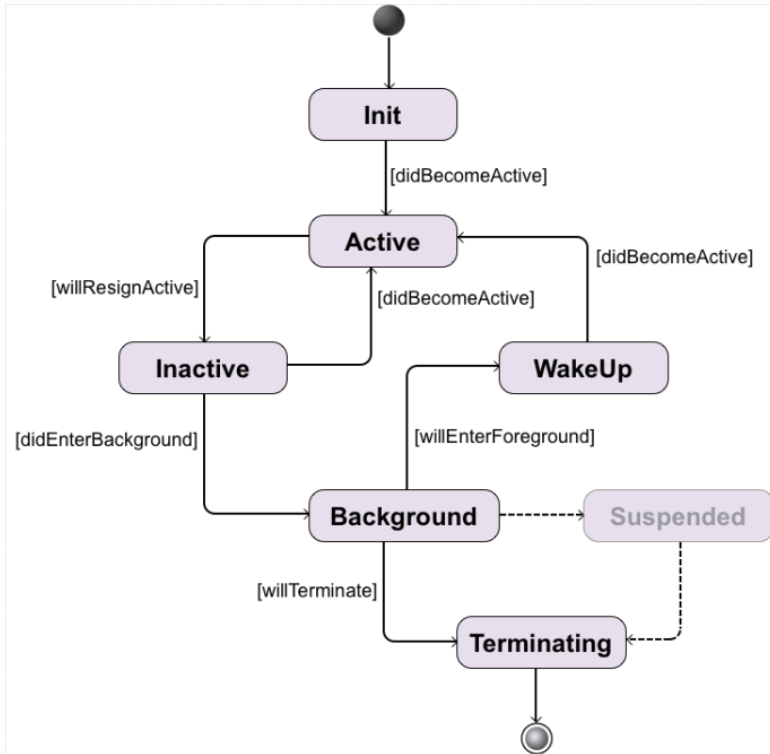 Init
[didBecomeActive]
Active
[didBecomeActive]
[willResignActive]
[didBecomeActive]
Inactive
WakeUp
[didEnterBackground]
[willEnterForeground]
Background
Suspended
[willTerminate]
Terminating